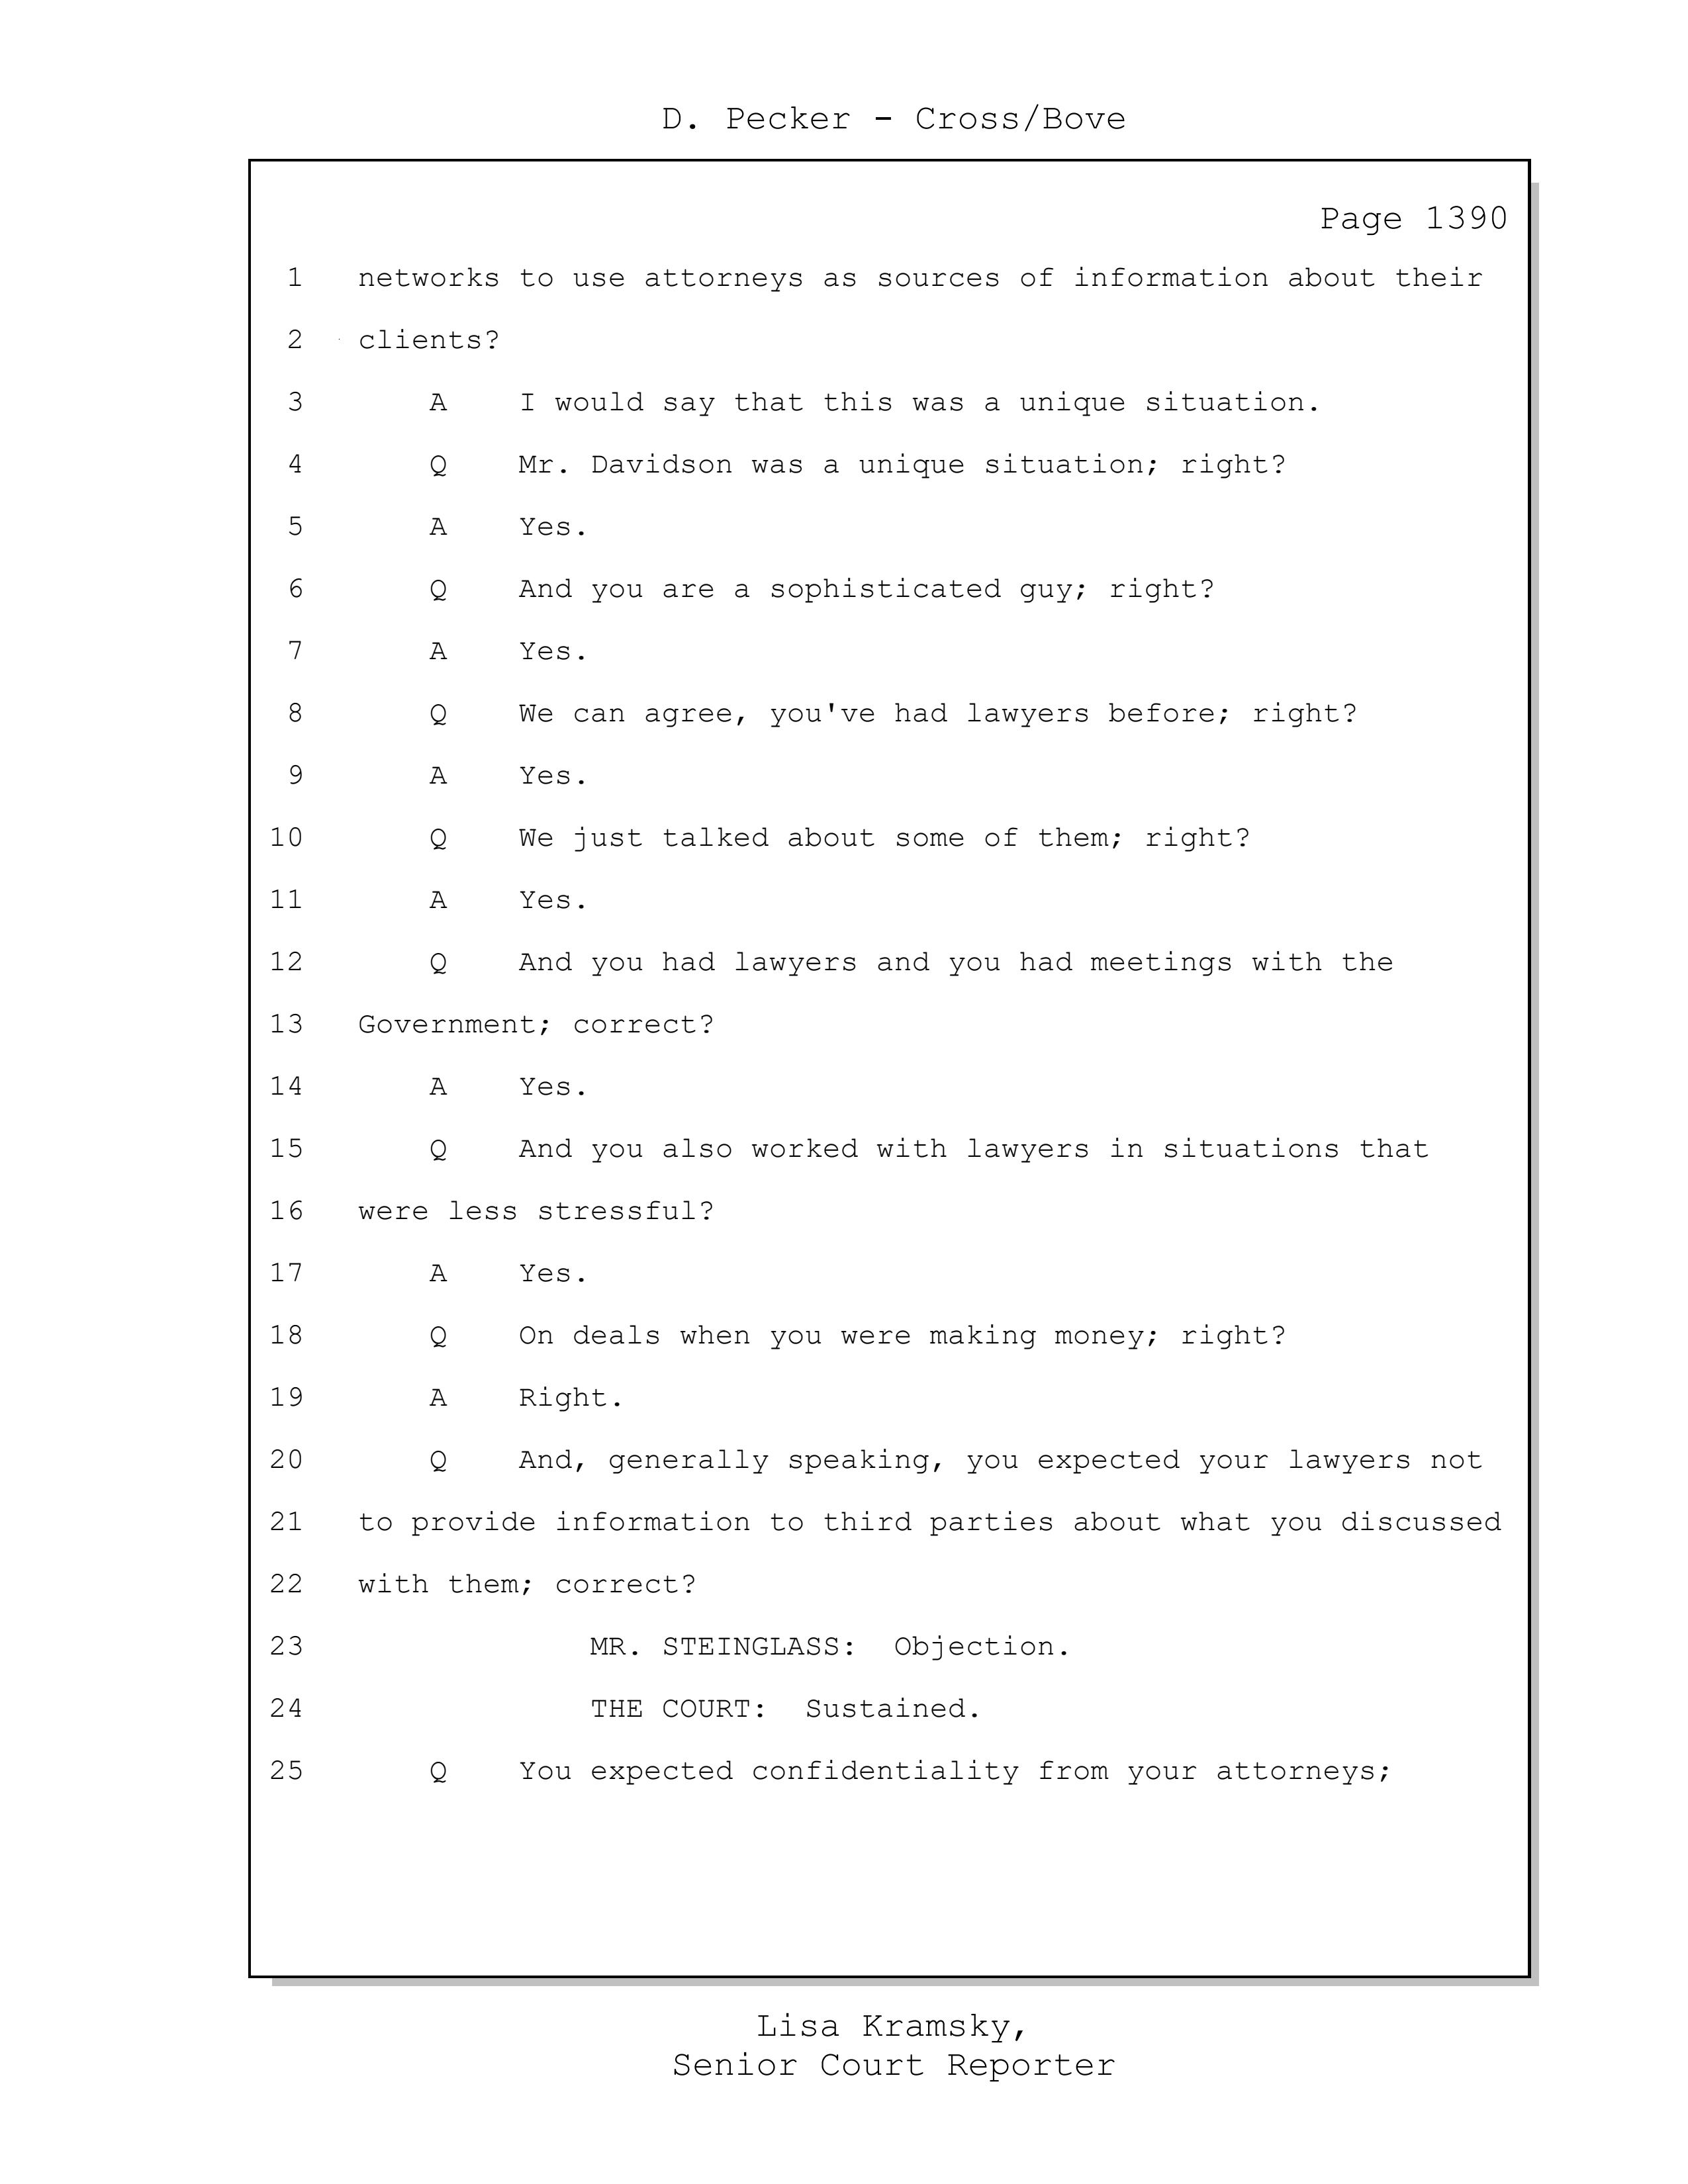 D. Pecker - Cross/Bove
Page 1390
1 networks to use attorneys as sources of information about their
2 clients?
3 A I would say that this was a unique situation.
4 Q Mr. Davidson was a unique situation; right?
5 A Yes.
6 Q And you are a sophisticated guy; right?
7 A Yes.
8 Q We can agree, you've had lawyers before; right?
9 A Yes.
10 Q We just talked about some of them; right?
11 A Yes.
12 Q And you had lawyers and you had meetings with the
13 Government; correct?
14 A Yes.
15 Q And you also worked with lawyers in situations that
16 were less stressful?
17 A Yes.
18 Q On deals when you were making money; right?
19 A Right.
20 Q And, generally speaking, you expected your lawyers not
21 to provide information to third parties about what you discussed
22 with them; correct?
23 MR. STEINGLASS: Objection.
24 THE COURT: Sustained.
25 Q You expected confidentiality from your attorneys;
Lisa Kramsky,
Senior Court Reporter